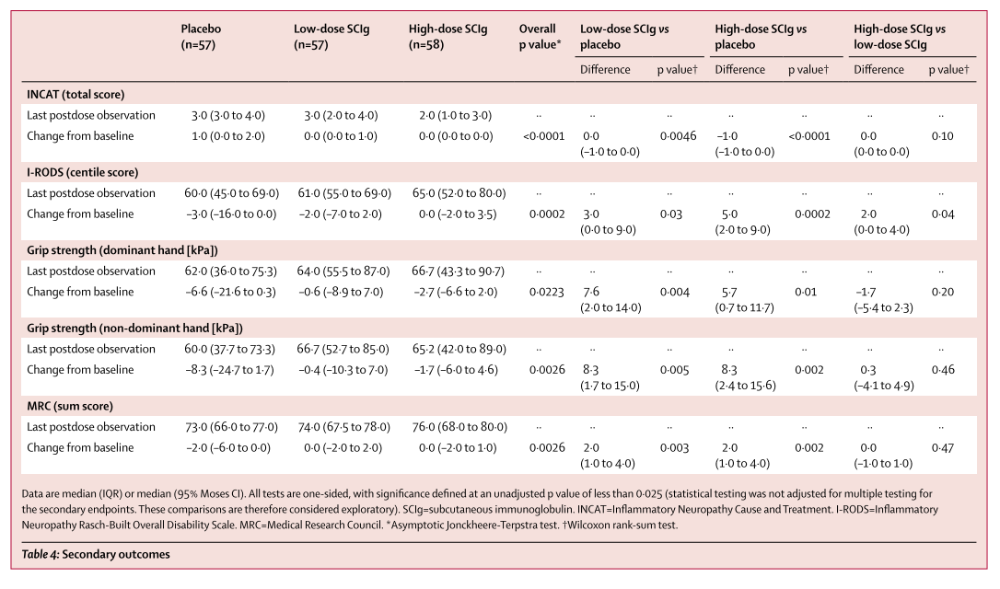 Placebo (n=57) Low-dose SCIg (n=57) High-dose SCIg (n=58) Overall p value* Low-dose SCIg vs placebo High-dose SCIg vs placebo High-dose SCIg vs low-dose SCIg
Difference p value† Difference p value† Difference p value†
INCAT (total score)
Last postdose observation 3·0 (3·0 to 4·0) 3·0 (2·0 to 4·0) 2·0 (1·0 to 3·0) ·· ·· ·· ·· ·· ·· ··
Change from baseline 1·0 (0·0 to 2·0) 0·0 (0·0 to 1·0) 0·0 (0·0 to 0·0) <0·0001 0·0 0·0046 −1·0 <0·0001 0·0 0·10
(−1·0 to 0·0) (−1·0 to 0·0) (0·0 to 0·0)
I-RODS (centile score)
Last postdose observation 60·0 (45·0 to 69·0) 61·0 (55·0 to 69·0) 65·0 (52·0 to 80·0) ·· ·· ·· ·· ·· ·· ··
Change from baseline −3·0 (−16·0 to 0·0) −2·0 (−7·0 to 2·0) 0·0 (−2·0 to 3·5) 0·0002 3·0 0·03 5·0 0·0002 2·0 0·04
(0·0 to 9·0) (2·0 to 9·0) (0·0 to 4·0)
Grip strength (dominant hand [kPa])
Last postdose observation 62·0 (36·0 to 75·3) 64·0 (55·5 to 87·0) 66·7 (43·3 to 90·7) ·· ·· ·· ·· ·· ·· ··
Change from baseline −6·6 (−21·6 to 0·3) −0·6 (−8·9 to 7·0) −2·7 (−6·6 to 2·0) 0·0223 7·6 0·004 5·7 0·01 −1·7 0·20
(2·0 to 14·0) (0·7 to 11·7) (−5·4 to 2·3)
Grip strength (non-dominant hand [kPa])
Last postdose observation 60·0 (37·7 to 73·3) 66·7 (52·7 to 85·0) 65·2 (42·0 to 89·0) ·· ·· ·· ·· ·· ·· ··
Change from baseline −8·3 (−24·7 to 1·7) −0·4 (−10·3 to 7·0) −1·7 (−6·0 to 4·6) 0·0026 8·3 0·005 8·3 0·002 0·3 0·46
(1·7 to 15·0) (2·4 to 15·6) (−4·1 to 4·9)
MRC (sum score)
Last postdose observation 73·0 (66·0 to 77·0) 74·0 (67·5 to 78·0) 76·0 (68·0 to 80·0) ·· ·· ·· ·· ·· ·· ··
Change from baseline −2·0 (−6·0 to 0·0) 0·0 (−2·0 to 2·0) 0·0 (−2·0 to 1·0) 0·0026 2·0 0·003 2·0 0·002 0·0 0·47
(1·0 to 4·0) (1·0 to 4·0) (−1·0 to 1·0)
Data are median (IQR) or median (95% Moses CI). All tests are one-sided, with significance defined at an unadjusted p value of less than 0·025 (statistical testing was not adjusted for multiple testing for
the secondary endpoints. These comparisons are therefore considered exploratory). SCIg=subcutaneous immunoglobulin. INCAT=Inflammatory Neuropathy Cause and Treatment. I-RODS=Inflammatory
Neuropathy Rasch-Built Overall Disability Scale. MRC=Medical Research Council. *Asymptotic Jonckheere-Terpstra test. †Wilcoxon rank-sum test.
Table 4: Secondary outcomes